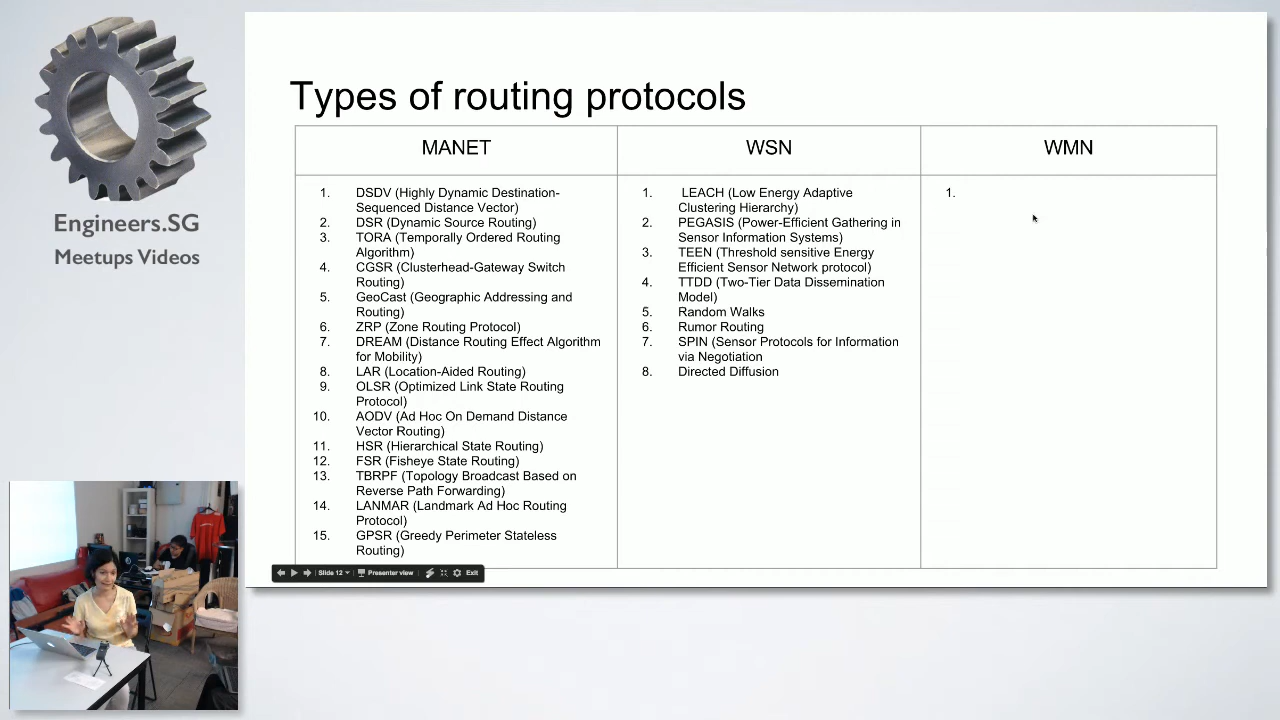 Engineers.SG
Meetups Videos
Types of routing protocols
MANET
WSN
WMN
1. DSDV (Highly Dynamic Destination-
Sequenced Distance Vector)
2. DSR (Dynamic Source Routing)
3. TORA (Temporally Ordered Routing
Algorithm)
4. CGSR (Clusterhead-Gateway Switch
Routing)
5. GeoCast (Geographic Addressing and
Routing)
6. ZRP (Zone Routing Protocol)
7. DREAM (Distance Routing Effect Algorithm
for Mobility)
8. LAR (Location-Aided Routing)
9. OLSR (Optimized Link State Routing
Protocol)
10. AODV (Ad Hoc On Demand Distance
Vector Routing)
11. HSR (Hierarchical State Routing)
12. FSR (Fisheye State Routing)
13. TBRPF (Topology Broadcast Based on
Reverse Path Forwarding)
14. LANMAR (Landmark Ad Hoc Routing
Protocol)
15. GPSR (Greedy Perimeter Stateless
Routing)
1. LEACH (Low Energy Adaptive
Clustering Hierarchy)
2. PEGASIS (Power-Efficient Gathering in
Sensor Information Systems)
3. TEEN (Threshold sensitive Energy
Efficient Sensor Network protocol)
4. TTDD (Two-Tier Data Dissemination
Model)
5. Random Walks
6. Rumor Routing
7. SPIN (Sensor Protocols for Information
via Negotiation
8. Directed Diffusion
1.
Slide 12 Presenter view Exit